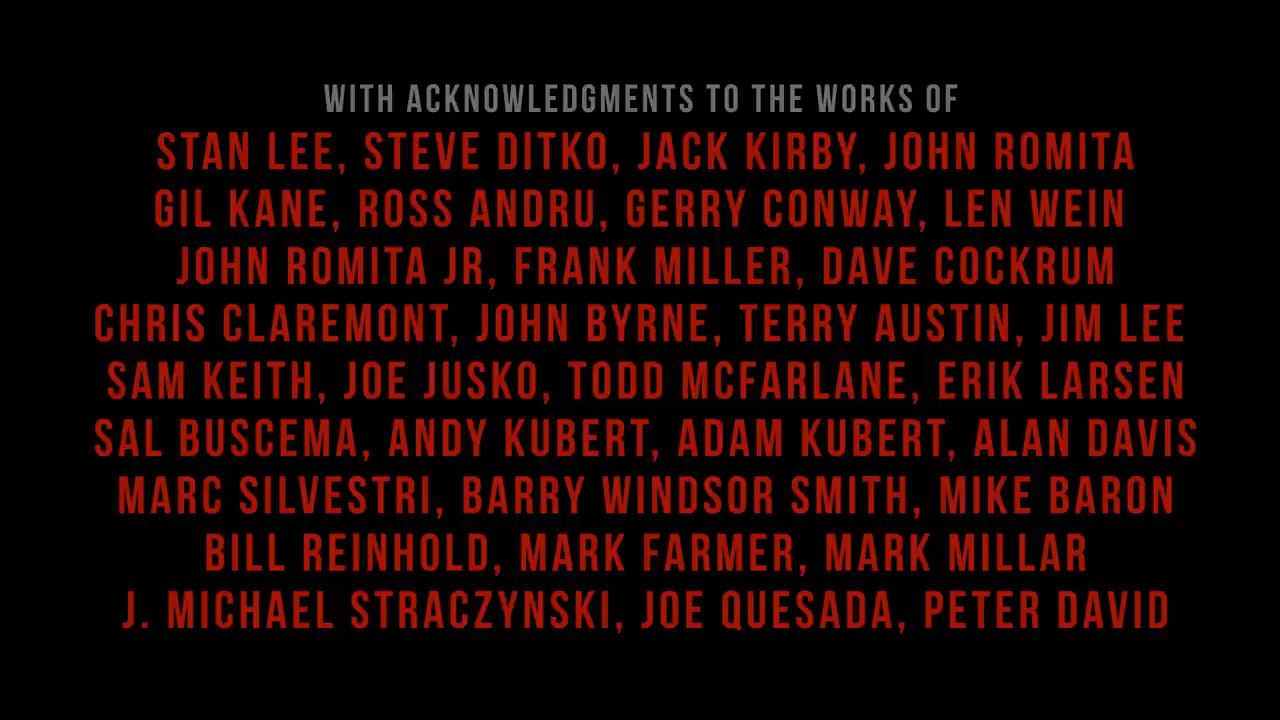 WITH ACKNOWLEDGMENTS TO THE WORKS OF
STAN LEE, STEVE DITKO, JACK KIRBY, JOHN ROMITA
GIL KANE, ROSS ANDRU, GERRY CONWAY, LEN WEIN
JOHN ROMITA JR, FRANK MILLER, DAVE COCKRUM
CHRIS CLAREMONT, JOHN BYRNE, TERRY AUSTIN, JIM LEE
SAM KEITH, JOE JUSKO, TODD MCFARLANE, ERIK LARSEN
SAL BUSCEMA, ANDY KUBERT, ADAM KUBERT, ALAN DAVIS
MARC SILVESTRI, BARRY WINDSOR SMITH, MIKE BARON
BILL REINHOLD, MARK FARMER, MARK MILLAR
J. MICHAEL STRACZYNSKI, JOE QUESADA, PETER DAVID